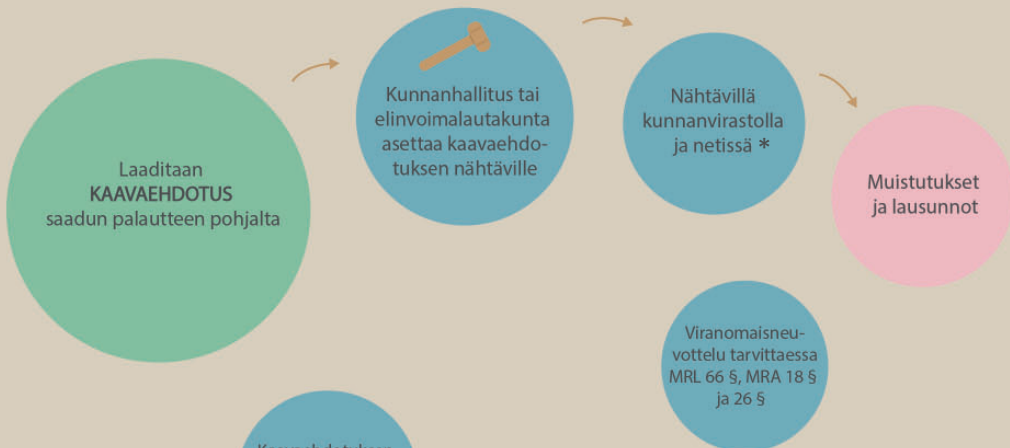 Laaditaan
KAAVAEHDOTUS
saadun palautteen pohjalta
Kunnanhallitus tai
elinvoimalautakunta
asettaa kaavaehdo-
tuksen nähtäville
Nähtävillä
kunnanvirastolla
ja netissä *
Muistutukset
ja lausunnot
Viranomaisneu-
vottelu tarvittaessa
MRL 66 §, MRA 18 §
ja 26 §